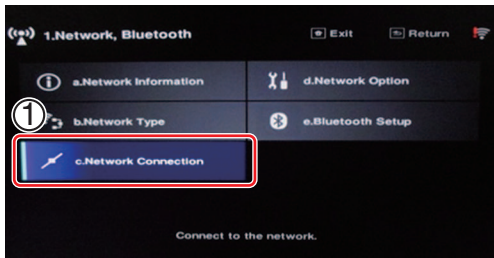 1.Network, Bluetooth
Exit
Return
a.Network Information
d.Network Option
①
b.Network Type
e.Bluetooth Setup
c.Network Connection
Connect to the network.